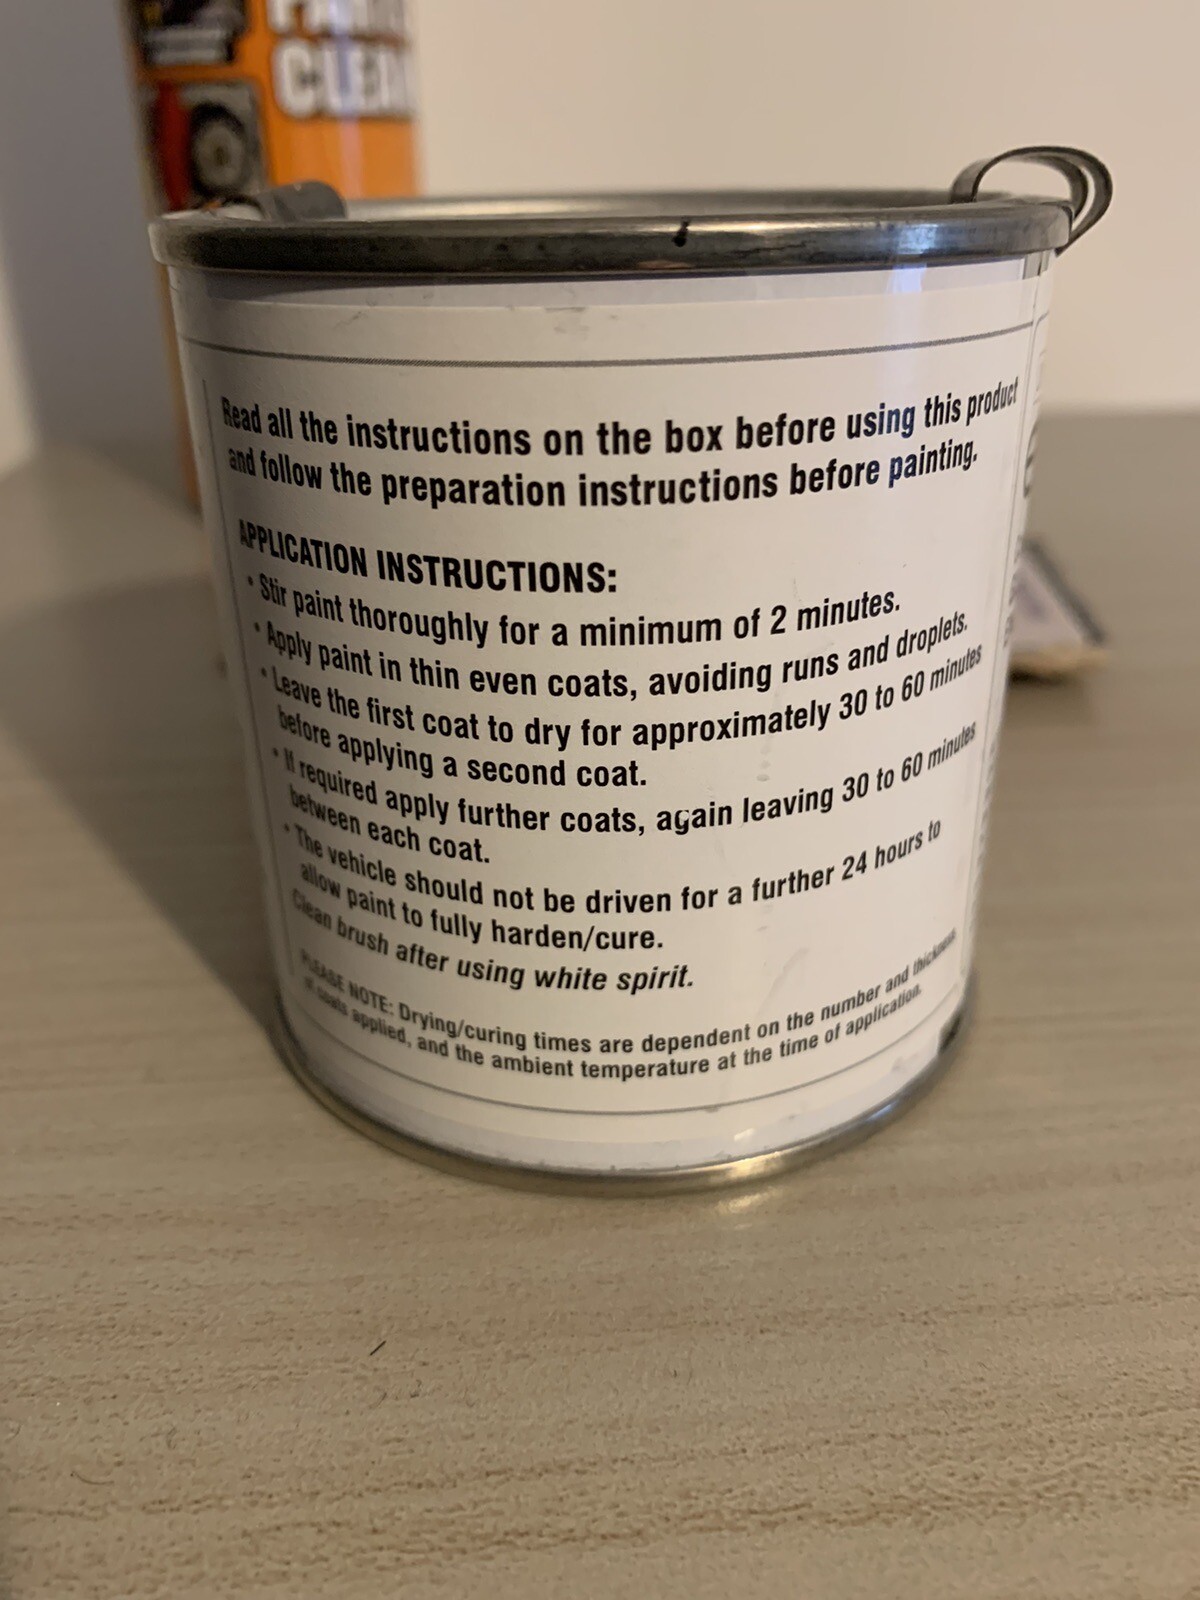 PARTS
CLEAN
Read all the instructions on the box before using this product
and follow the preparation instructions before painting.
APPLICATION INSTRUCTIONS:
• Stir paint thoroughly for a minimum of 2 minutes.
• Apply paint in thin even coats, avoiding runs and droplets.
• Leave the first coat to dry for approximately 30 to 60 minutes
before applying a second coat.
• If required apply further coats, again leaving 30 to 60 minutes
between each coat.
• The vehicle should not be driven for a further 24 hours to
allow paint to fully harden/cure.
Clean brush after using white spirit.
PLEASE NOTE: Drying/curing times are dependent on the number and thickness
of coats applied, and the ambient temperature at the time of application.